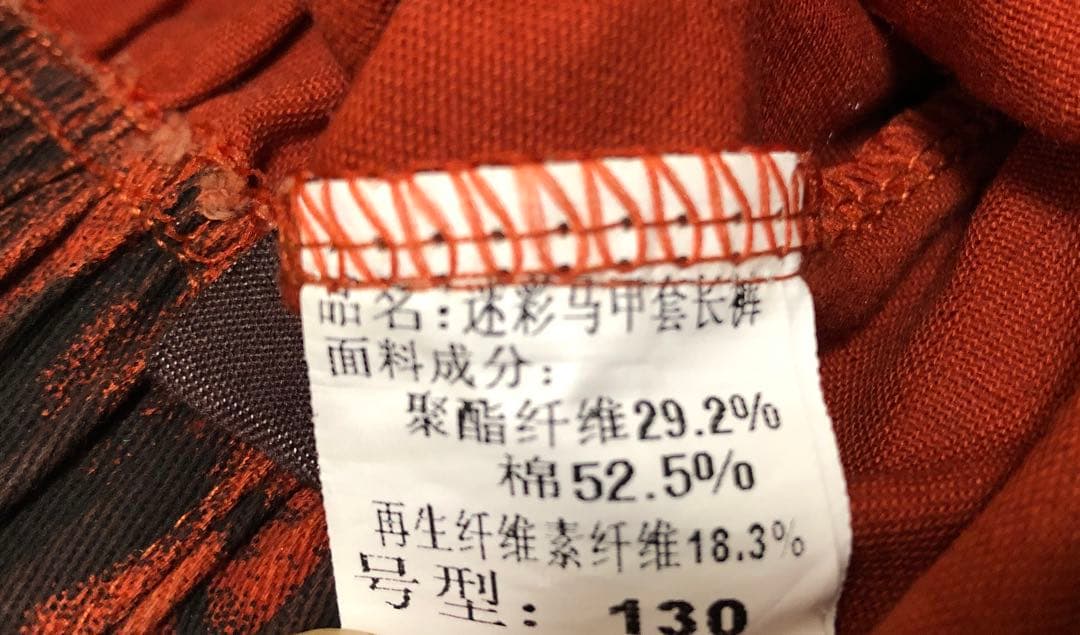 品名:迷彩马甲套长裤
面料成分:
聚酯纤维29.2%
棉52.5%
再生纤维素纤维18.3%
号型:130